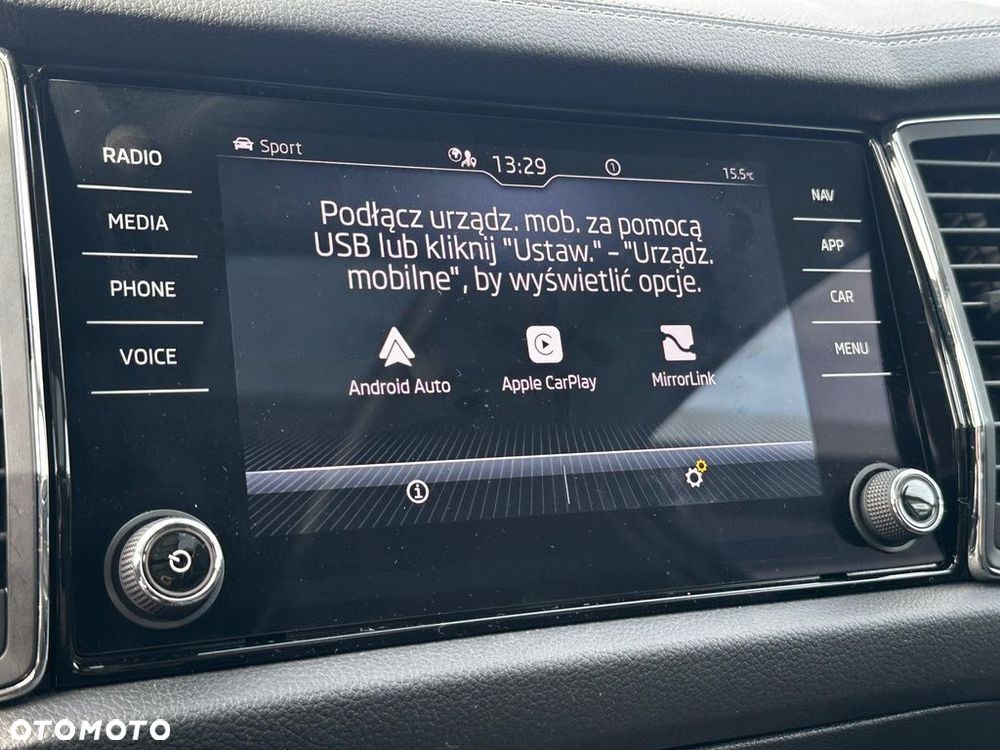 Sport
13:29
1
15.5°C
RADIO
MEDIA
PHONE
VOICE
NAV
APP
CAR
MENU
Podłącz urządz. mob. za pomocą
USB lub kliknij "Ustaw."–"Urządz.
mobilne", by wyświetlić opcje.
Android Auto
Apple CarPlay
MirrorLink
OTOMOTO